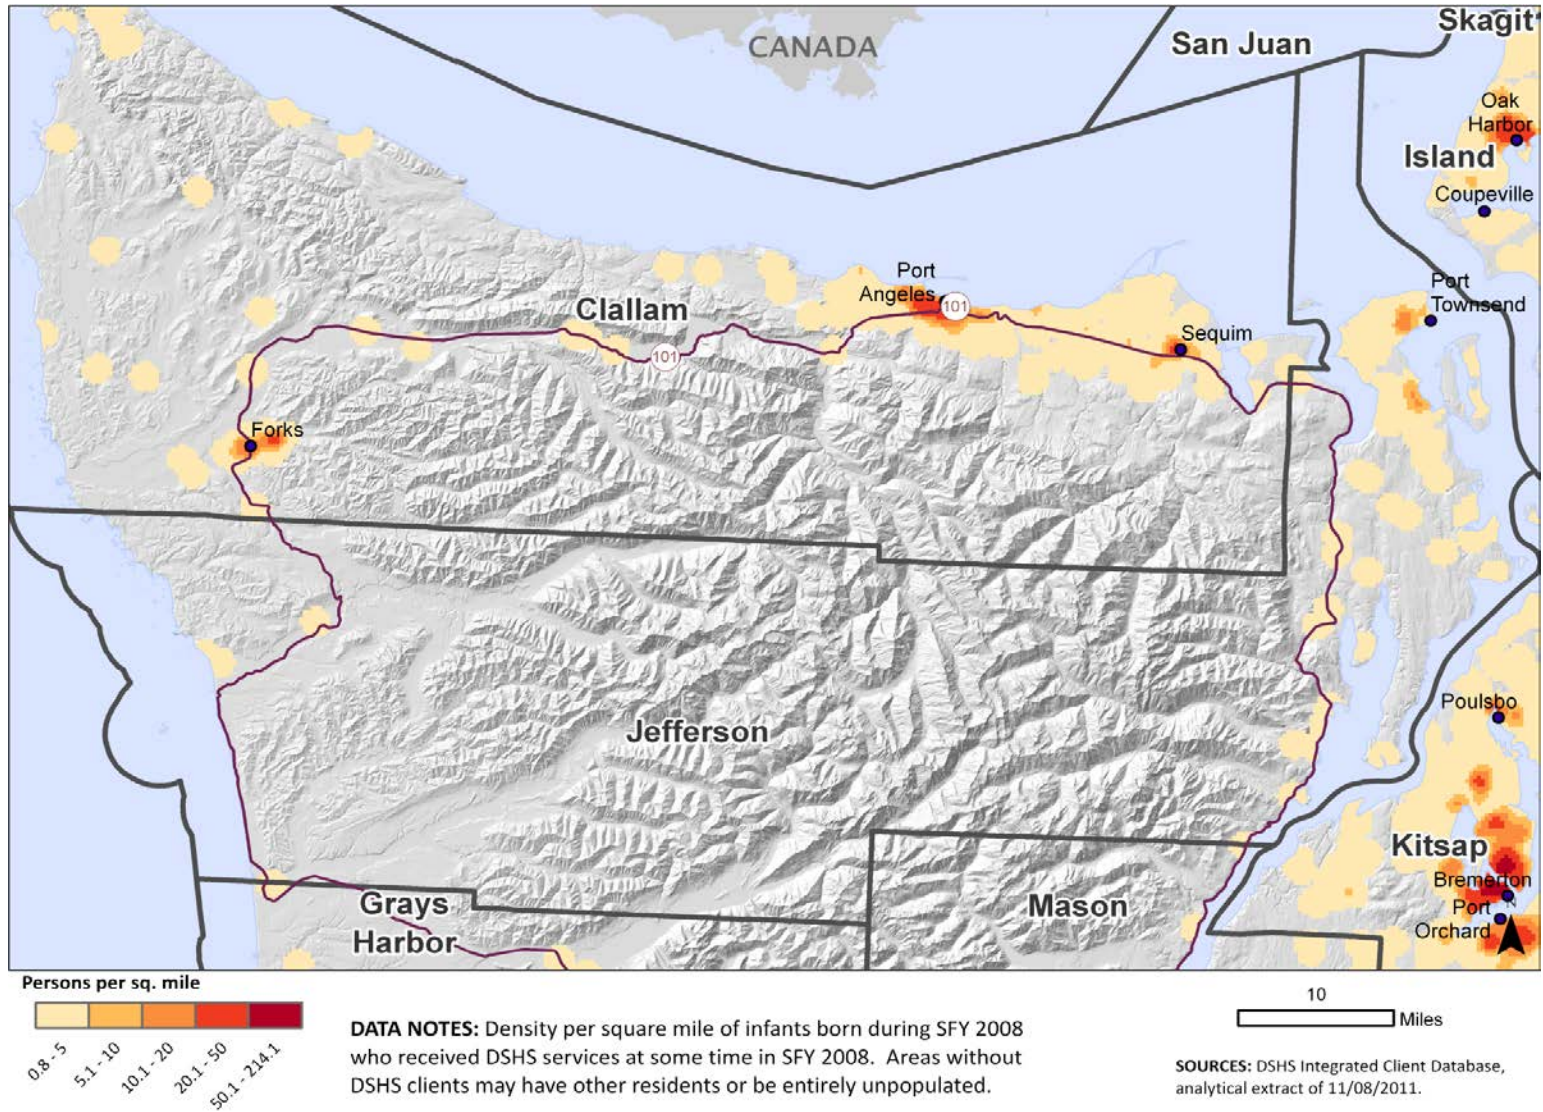 CANADA
San Juan
Skagit
Oak
Harbor
Island
Coupeville
Port
Townsend
Port
Angeles
101
Clallam
101
Sequim
Forks
Jefferson
Poulsbo
Kitsap
Bremerton
Port
Orchard
N
Grays
Harbor
Mason
Persons per sq. mile
0.8 - 5
5.1 - 10
10.1 - 20
20.1 - 50
50.1 - 214.1
DATA NOTES: Density per square mile of infants born during SFY 2008
who received DSHS services at some time in SFY 2008. Areas without
DSHS clients may have other residents or be entirely unpopulated.
10
Miles
SOURCES: DSHS Integrated Client Database,
analytical extract of 11/08/2011.